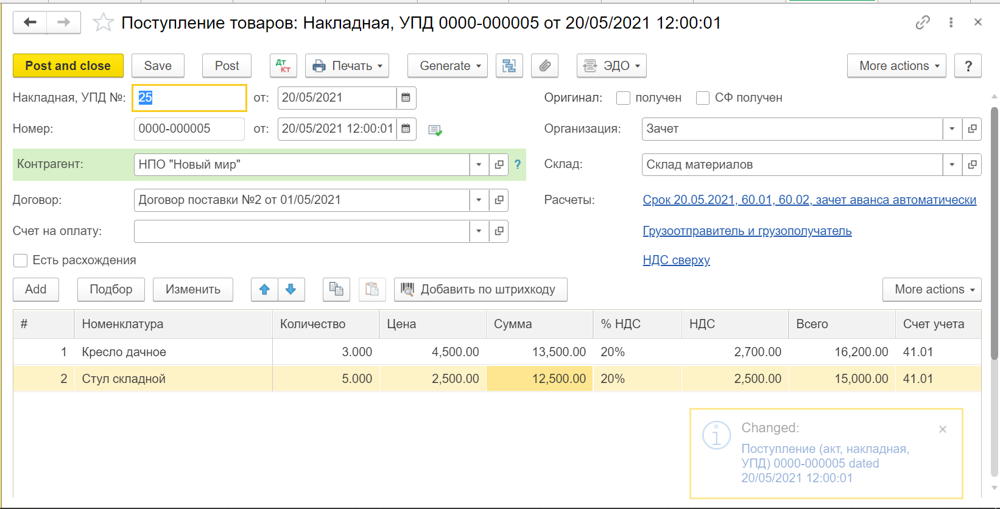 Поступление товаров: Накладная, УПД 0000-000005 от 20/05/2021 12:00:01
Post and close Save Post Дт Кт Печать Generate ЭДО More actions ?
Накладная, УПД №: 25 от: 20/05/2021 Оригинал: получен СФ получен
Номер: 0000-000005 от: 20/05/2021 12:00:01 Организация: Зачет
Контрагент: НПО "Новый мир" ? Склад: Склад материалов
Договор: Договор поставки №2 от 01/05/2021 Расчеты: Срок 20.05.2021, 60.01, 60.02, зачет аванса автоматически
Счет на оплату: Грузоотправитель и грузополучатель
Есть расхождения НДС сверху
Add Подбор Изменить Добавить по штрихкоду More actions
# Номенклатура Количество Цена Сумма % НДС НДС Всего Счет учета
1 Кресло дачное 3.000 4,500.00 13,500.00 20% 2,700.00 16,200.00 41.01
2 Стул складной 5.000 2,500.00 12,500.00 20% 2,500.00 15,000.00 41.01
Changed:
Поступление (акт, накладная,
УПД) 0000-000005 dated
20/05/2021 12:00:01